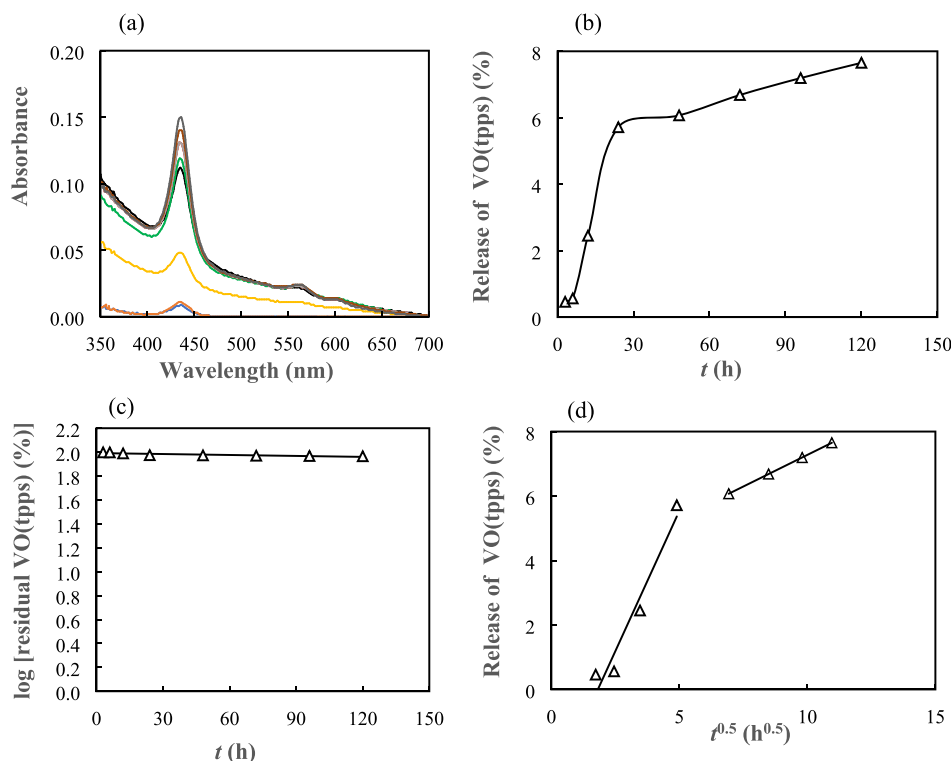 (a)
0.20
0.15
0.10
0.05
0.00
Absorbance
350 400 450 500 550 600 650 700
Wavelength (nm)
(b)
8
6
4
2
0
Release of VO(tpps) (%)
0 30 60 90 120 150
t (h)
(c)
2.2
2.0
1.8
1.6
1.4
1.2
1.0
0.8
0.6
0.4
0.2
0.0
log [residual VO(tpps) (%)]
0 30 60 90 120 150
t (h)
(d)
8
6
4
2
0
Release of VO(tpps) (%)
0 5 10 15
t^0.5 (h^0.5)